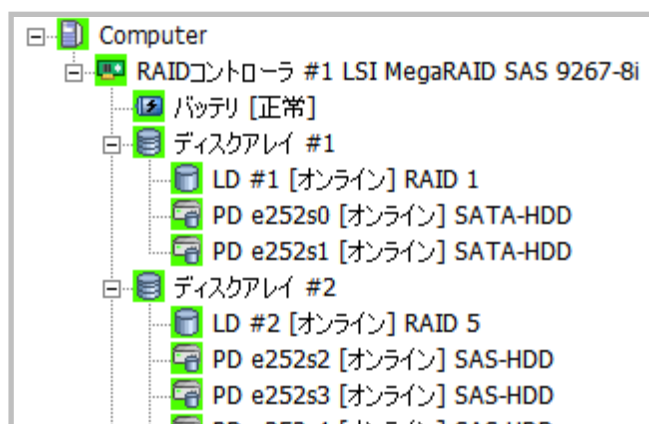 Computer
RAIDコントローラ #1 LSI MegaRAID SAS 9267-8i
バッテリ [正常]
ディスクアレイ #1
LD #1 [オンライン] RAID 1
PD e252s0 [オンライン] SATA-HDD
PD e252s1 [オンライン] SATA-HDD
ディスクアレイ #2
LD #2 [オンライン] RAID 5
PD e252s2 [オンライン] SAS-HDD
PD e252s3 [オンライン] SAS-HDD